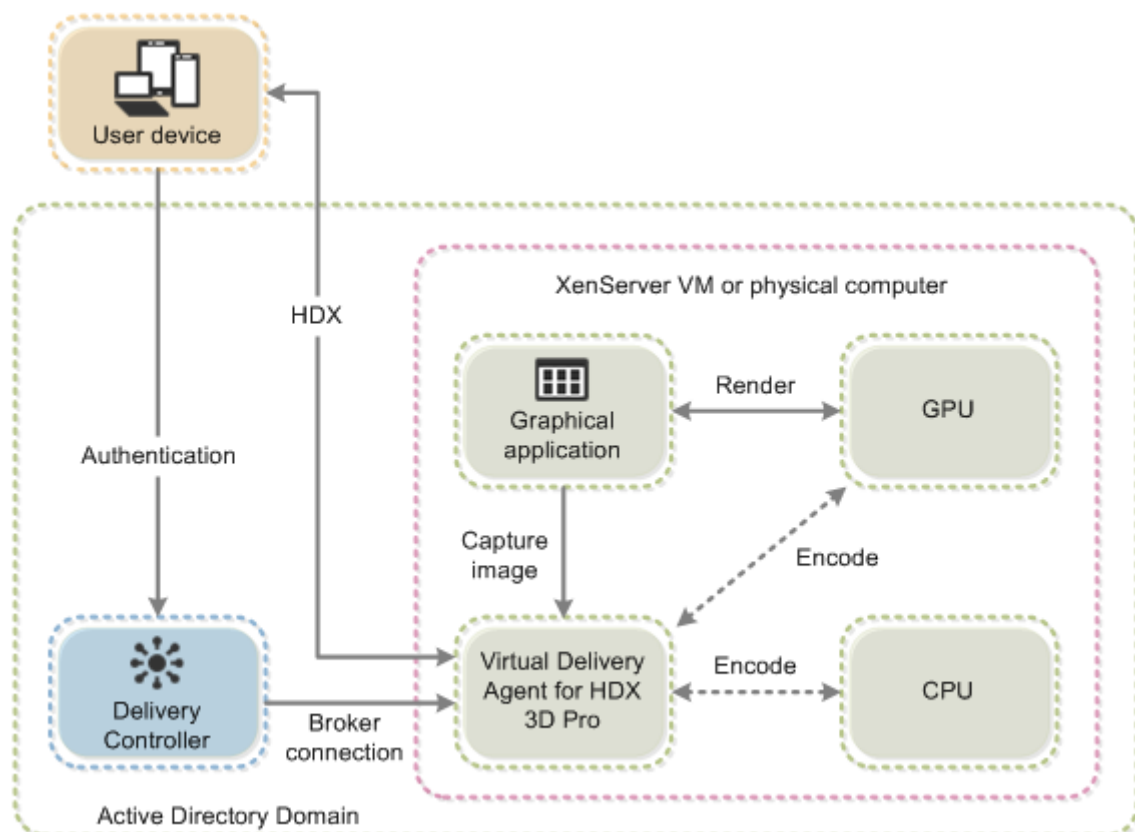 User device
XenServer VM or physical computer
HDX
Graphical
application
Render
GPU
Authentication
Capture
image
Encode
Delivery
Controller
Broker
connection
Virtual Delivery
Agent for HDX
3D Pro
Encode
CPU
Active Directory Domain